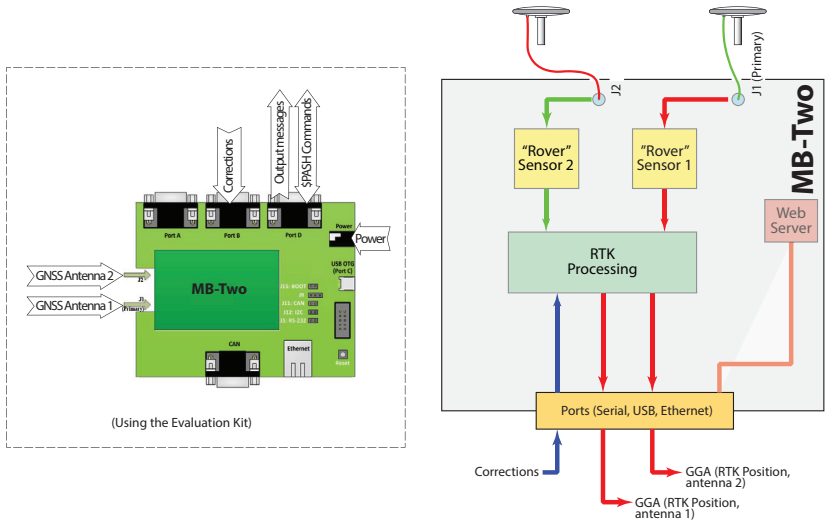 Corrections
Output messages
$PASH Commands
Port A
Port B
Port D
Power
Power
USB OTG
(Port C)
GNSS Antenna 2
J2
GNSS Antenna 1
J1
(Primary)
MB-Two
J15: BOOT
J11: CAN
J12: I2C
J3: RS-232
CAN
Ethernet
Reset
(Using the Evaluation Kit)
J2
J1 (Primary)
MB-Two
“Rover”
Sensor 2
“Rover”
Sensor 1
Web
Server
RTK
Processing
Ports (Serial, USB, Ethernet)
Corrections
GGA (RTK Position,
antenna 2)
GGA (RTK Position,
antenna 1)